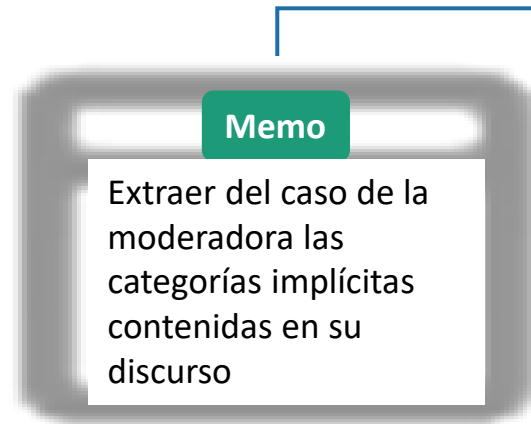 Memo
Extraer del caso de la
moderadora las
categorías implícitas
contenidas en su
discurso